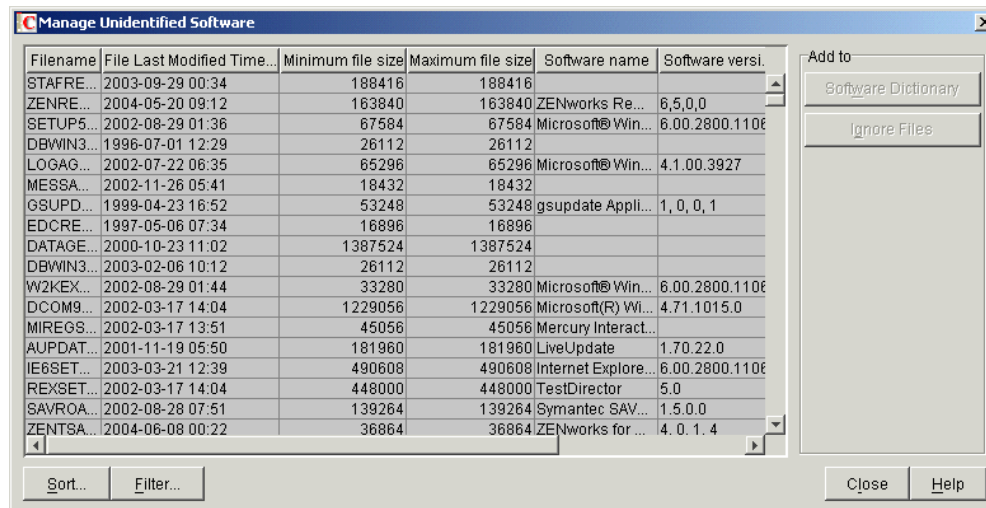 Manage Unidentified Software
Filename File Last Modified Time... Minimum file size Maximum file size Software name Software versi.
STAFRE... 2003-09-29 00:34 188416 188416
ZENRE... 2004-05-20 09:12 163840 163840 ZENworks Re... 6,5,0,0
SETUP5... 2002-08-29 01:36 67584 67584 Microsoft® Win... 6.00.2800.1106
DBWIN3... 1996-07-01 12:29 26112 26112
LOGAG... 2002-07-22 06:35 65296 65296 Microsoft® Win... 4.1.00.3927
MESSA... 2002-11-26 05:41 18432 18432
GSUPD... 1999-04-23 16:52 53248 53248 gsupdate Appli... 1, 0, 0, 1
EDCRE... 1997-05-06 07:34 16896 16896
DATAGE... 2000-10-23 11:02 1387524 1387524
DBWIN3... 2003-02-06 10:12 26112 26112
W2KEX... 2002-08-29 01:44 33280 33280 Microsoft® Win... 6.00.2800.1106
DCOM9... 2002-03-17 14:04 1229056 1229056 Microsoft(R) Wi... 4.71.1015.0
MIREGS... 2002-03-17 13:51 45056 45056 Mercury Interact...
AUPDAT... 2001-11-19 05:50 181960 181960 LiveUpdate 1.70.22.0
IE6SET... 2003-03-21 12:39 490608 490608 Internet Explore... 6.00.2800.1106
REXSET... 2002-03-17 14:04 448000 448000 TestDirector 5.0
SAVROA... 2002-08-28 07:51 139264 139264 Symantec SAV... 1.5.0.0
ZENTSA... 2004-06-08 00:22 36864 36864 ZENworks for ... 4. 0. 1. 4
Add to
Software Dictionary
Ignore Files
Sort... Filter... Close Help